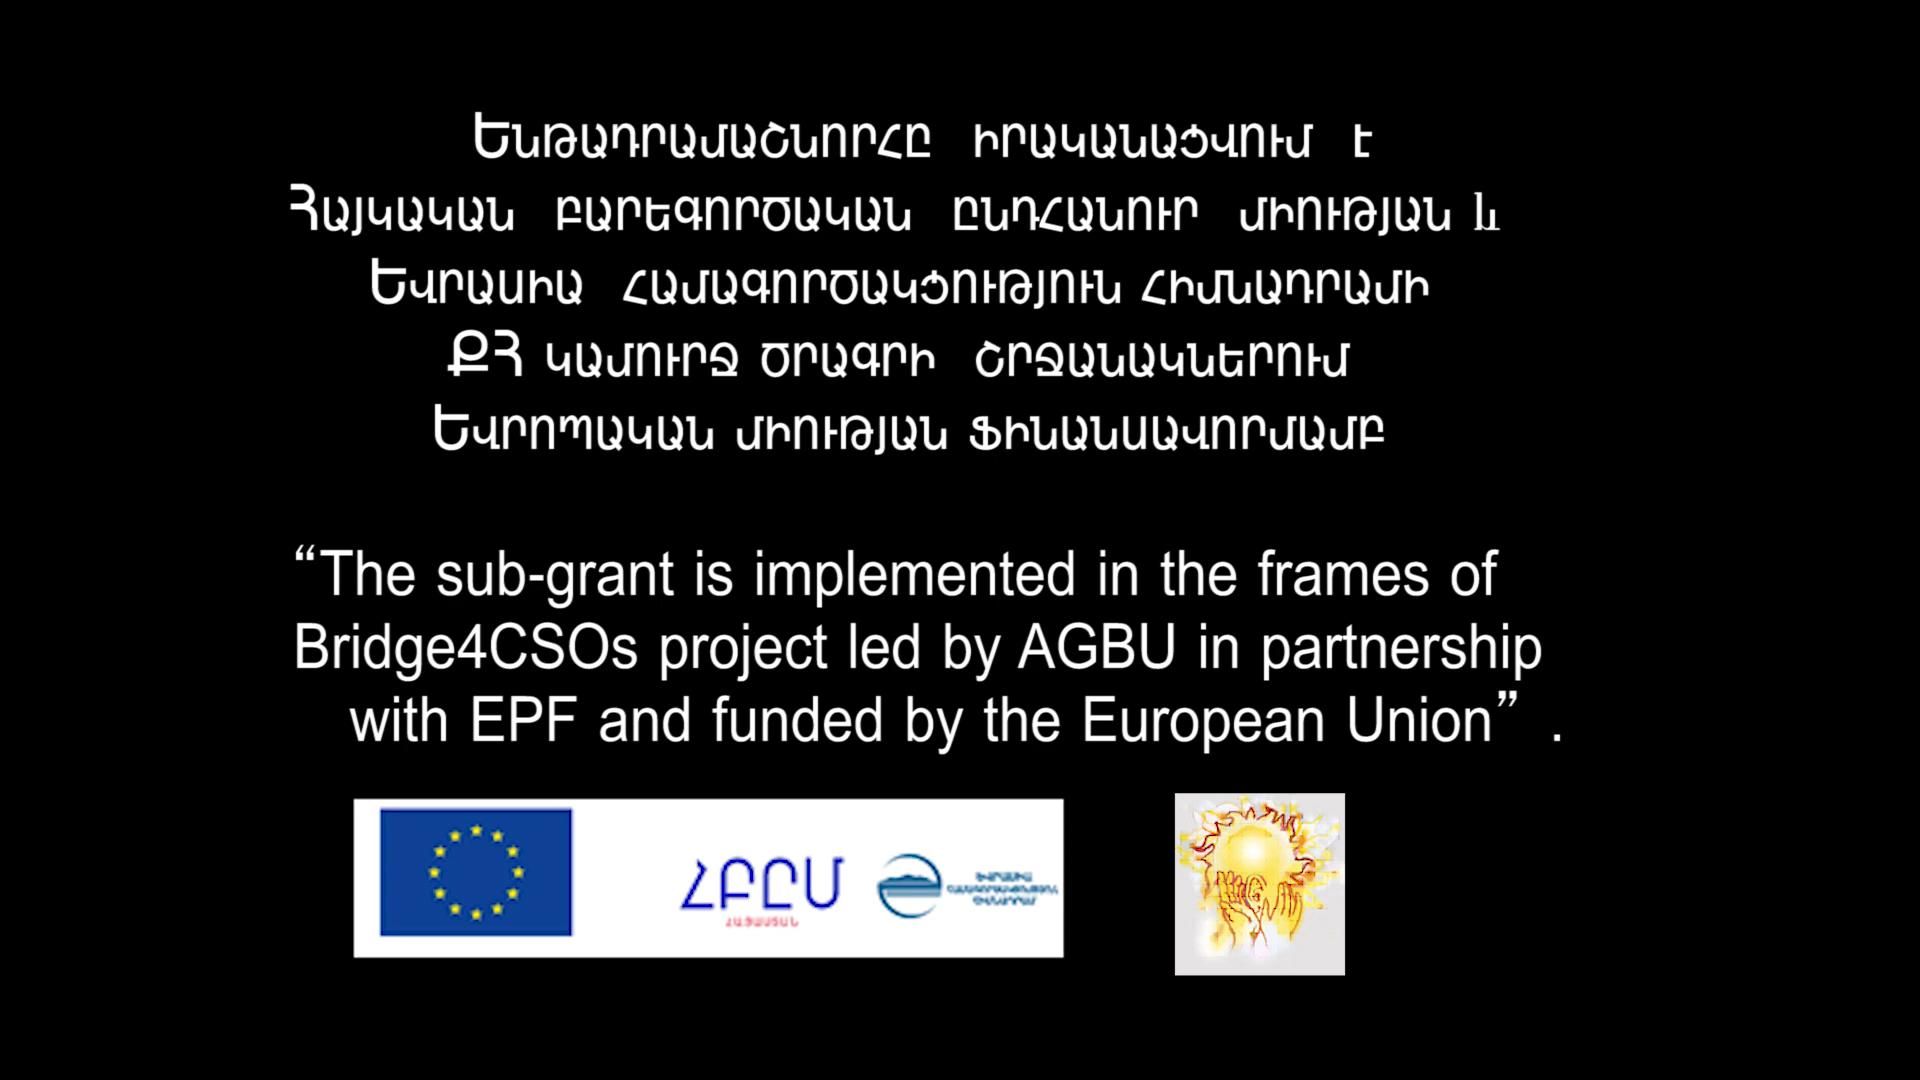 Ենթադրամաշնորհը իրականացվում է
Հայկական բարեգործական ընդհանուր միության և
Եվրասիա համագործակցություն հիմնադրամի
ՔՀ կամուրջ ծրագրի շրջանակներում
Եվրոպական միության ֆինանսավորմամբ
“The sub-grant is implemented in the frames of
Bridge4CSOs project led by AGBU in partnership
with EPF and funded by the European Union” .
ՀԲԸՄ
ՀԱՅԱՍՏԱՆ